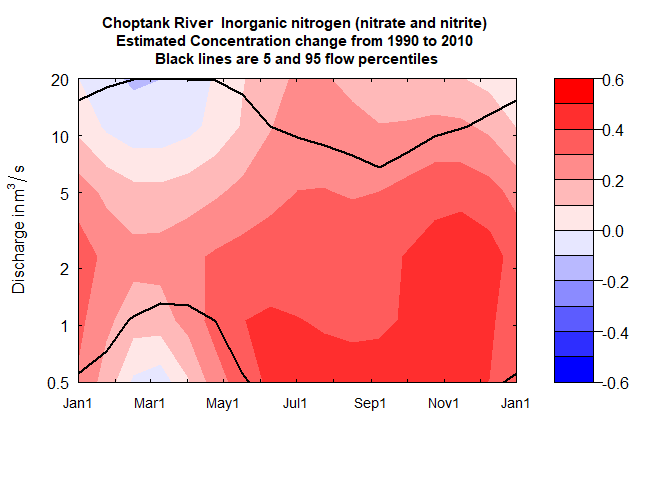 Choptank River  Inorganic nitrogen (nitrate and nitrite)
Estimated Concentration change from 1990 to 2010
Black lines are 5 and 95 flow percentiles
Discharge in m³/ s
20
10
5
2
1
0.5
Jan1 Mar1 May1 Jul1 Sep1 Nov1 Jan1
0.6
0.4
0.2
0.0
-0.2
-0.4
-0.6